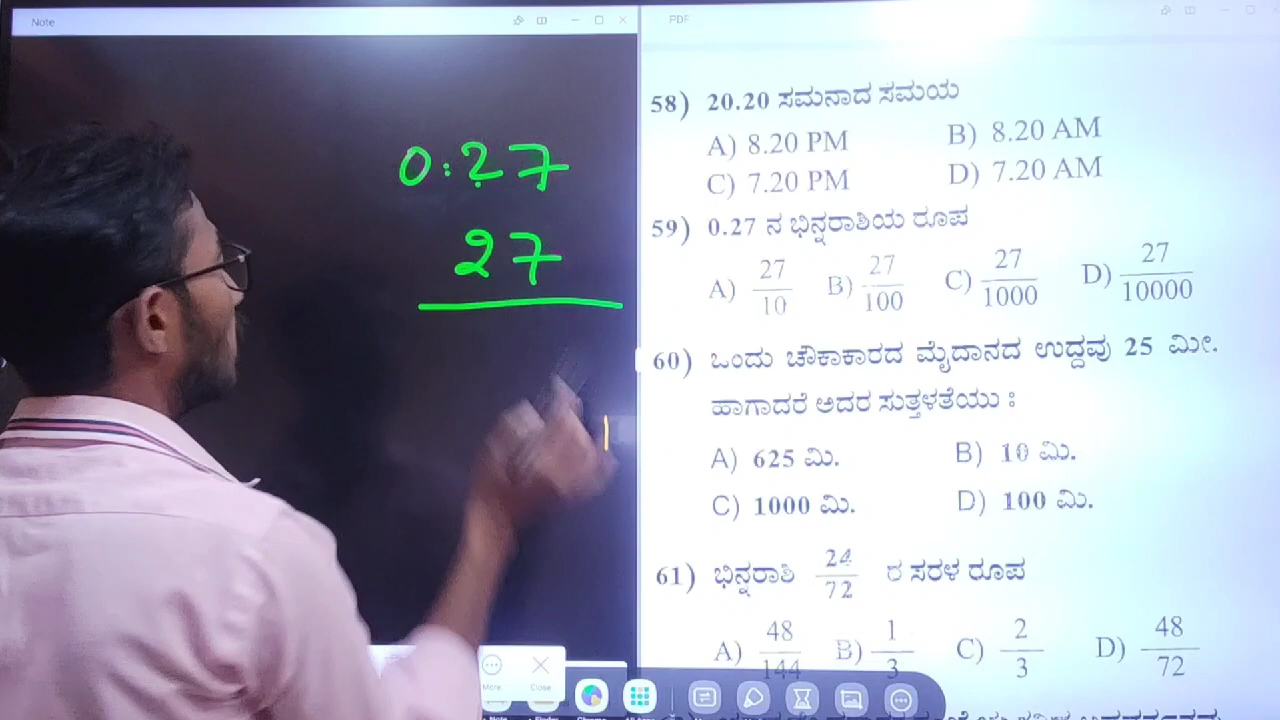 Note
PDF
0.27
27
58) 20.20 ಸಮನಾದ ಸಮಯ
A) 8.20 PM B) 8.20 AM
C) 7.20 PM D) 7.20 AM
59) 0.27 ನ ಭಿನ್ನರಾಶಿಯ ರೂಪ
A) 27/10 B) 27/100 C) 27/1000 D) 27/10000
60) ಒಂದು ಚೌಕಾಕಾರದ ಮೈದಾನದ ಉದ್ದವು 25 ಮೀ.
ಹಾಗಾದರೆ ಅದರ ಸುತ್ತಳತೆಯು :
A) 625 ಮಿ. B) 10 ಮಿ.
C) 1000 ಮಿ. D) 100 ಮಿ.
61) ಭಿನ್ನರಾಶಿ 24/72 ರ ಸರಳ ರೂಪ
A) 48/144 B) 1/3 C) 2/3 D) 48/72
More Close